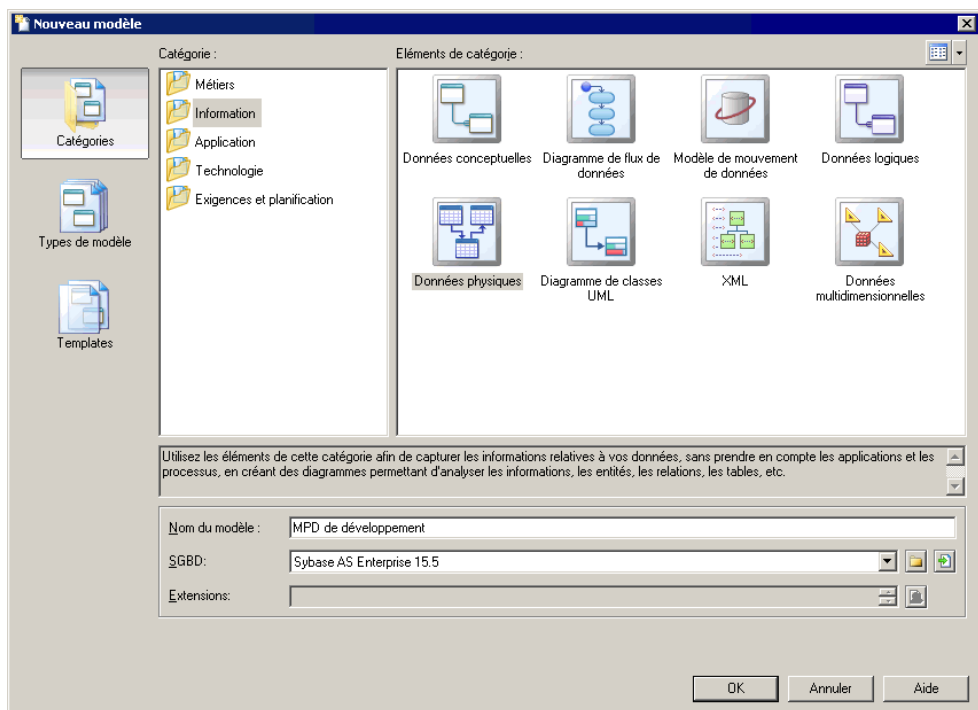 Nouveau modèle
Catégorie :
Eléments de catégorie :
Catégories
Types de modèle
Templates
Métiers
Information
Application
Technologie
Exigences et planification
Données conceptuelles
Diagramme de flux de
données
Modèle de mouvement
de données
Données logiques
Données physiques
Diagramme de classes
UML
XML
Données
multidimensionnelles
Utilisez les éléments de cette catégorie afin de capturer les informations relatives à vos données, sans prendre en compte les applications et les
processus, en créant des diagrammes permettant d'analyser les informations, les entités, les relations, les tables, etc.
Nom du modèle :
MPD de développement
SGBD:
Sybase AS Enterprise 15.5
Extensions:
OK
Annuler
Aide